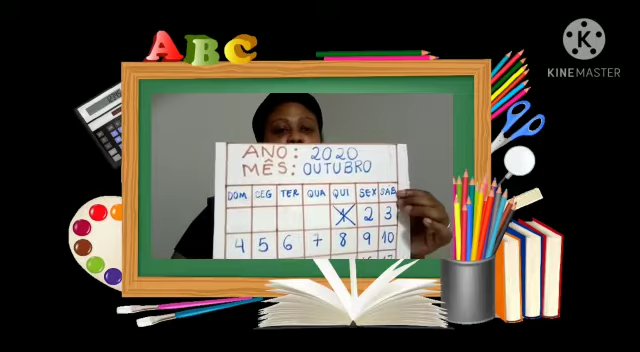 ABC
KINEMASTER
ANO: 2020
MÊS: OUTUBRO
DOM SEG TER QUA QUI SEX SAB
1 2 3
4 5 6 7 8 9 10